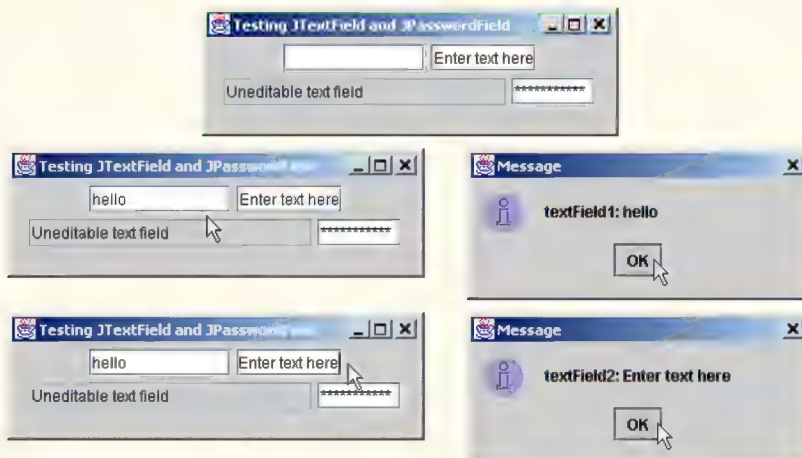 Testing JTextField and JPasswordField
Enter text here
Uneditable text field ***********
Testing JTextField and
hello Enter text here
Uneditable text field ***********
Message
textField1: hello
OK
Testing JTextField and
hello Enter text here
Uneditable text field ***********
Message
textField2: Enter text here
OK